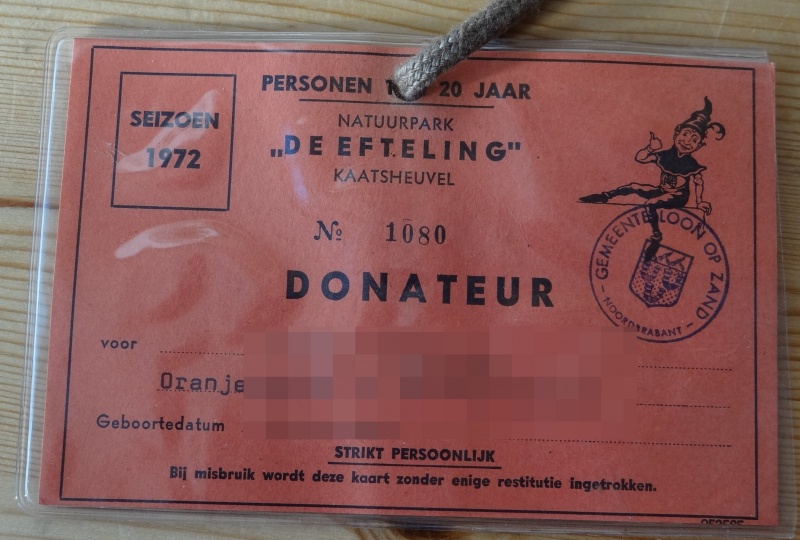 PERSONEN 20 JAAR
SEIZOEN
1972
NATUURPARK
„DE EFTELING"
KAATSHEUVEL
№ 1080
DONATEUR
GEMEENTE LOON OP ZAND
- NOORDBRABANT -
voor
Oranje
Geboortedatum
STRIKT PERSOONLIJK
Bij misbruik wordt deze kaart zonder enige restitutie ingetrokken.